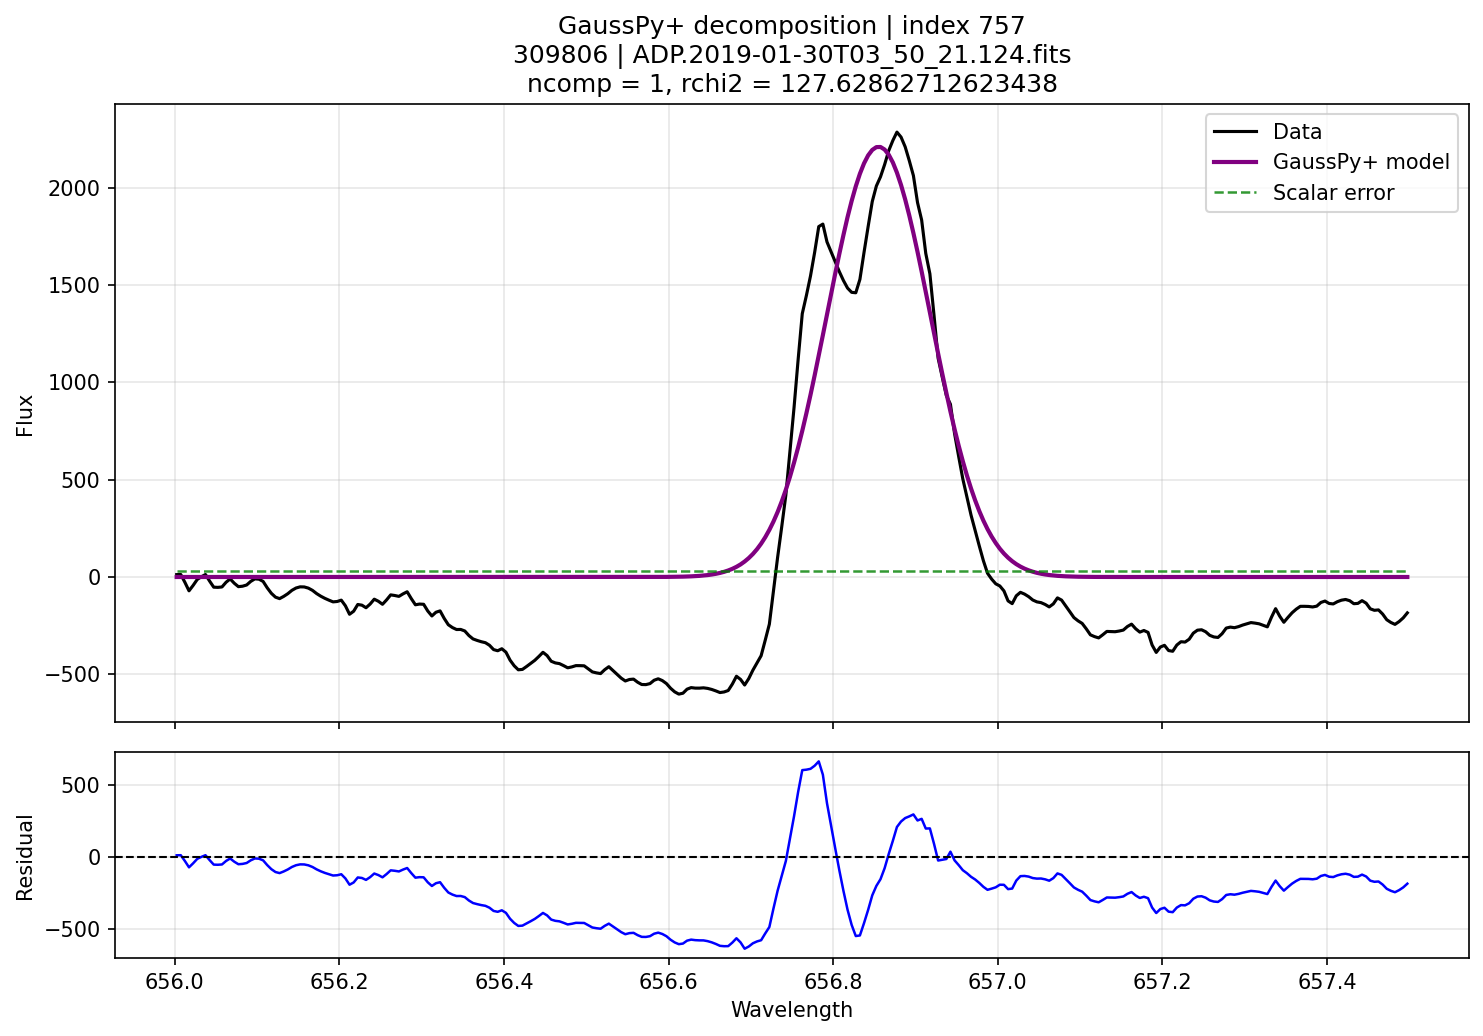 GaussPy+ decomposition | index 757
309806 | ADP.2019-01-30T03_50_21.124.fits
ncomp = 1, rchi2 = 127.62862712623438
Data
GaussPy+ model
Scalar error
Flux
2000
1500
1000
500
0
−500
Residual
500
0
−500
656.0 656.2 656.4 656.6 656.8 657.0 657.2 657.4
Wavelength